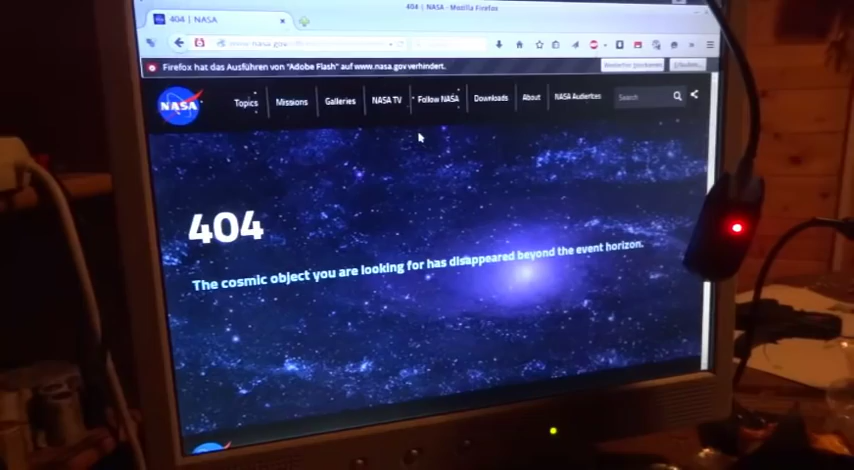 404 | NASA - Mozilla Firefox
404 | NASA
Firefox hat das Ausführen von "Adobe Flash" auf www.nasa.gov verhindert.
NASA
Topics
Missions
Galleries
NASA TV
Follow NASA
Downloads
About
NASA Audiences
Search
404
The cosmic object you are looking for has disappeared beyond the event horizon.